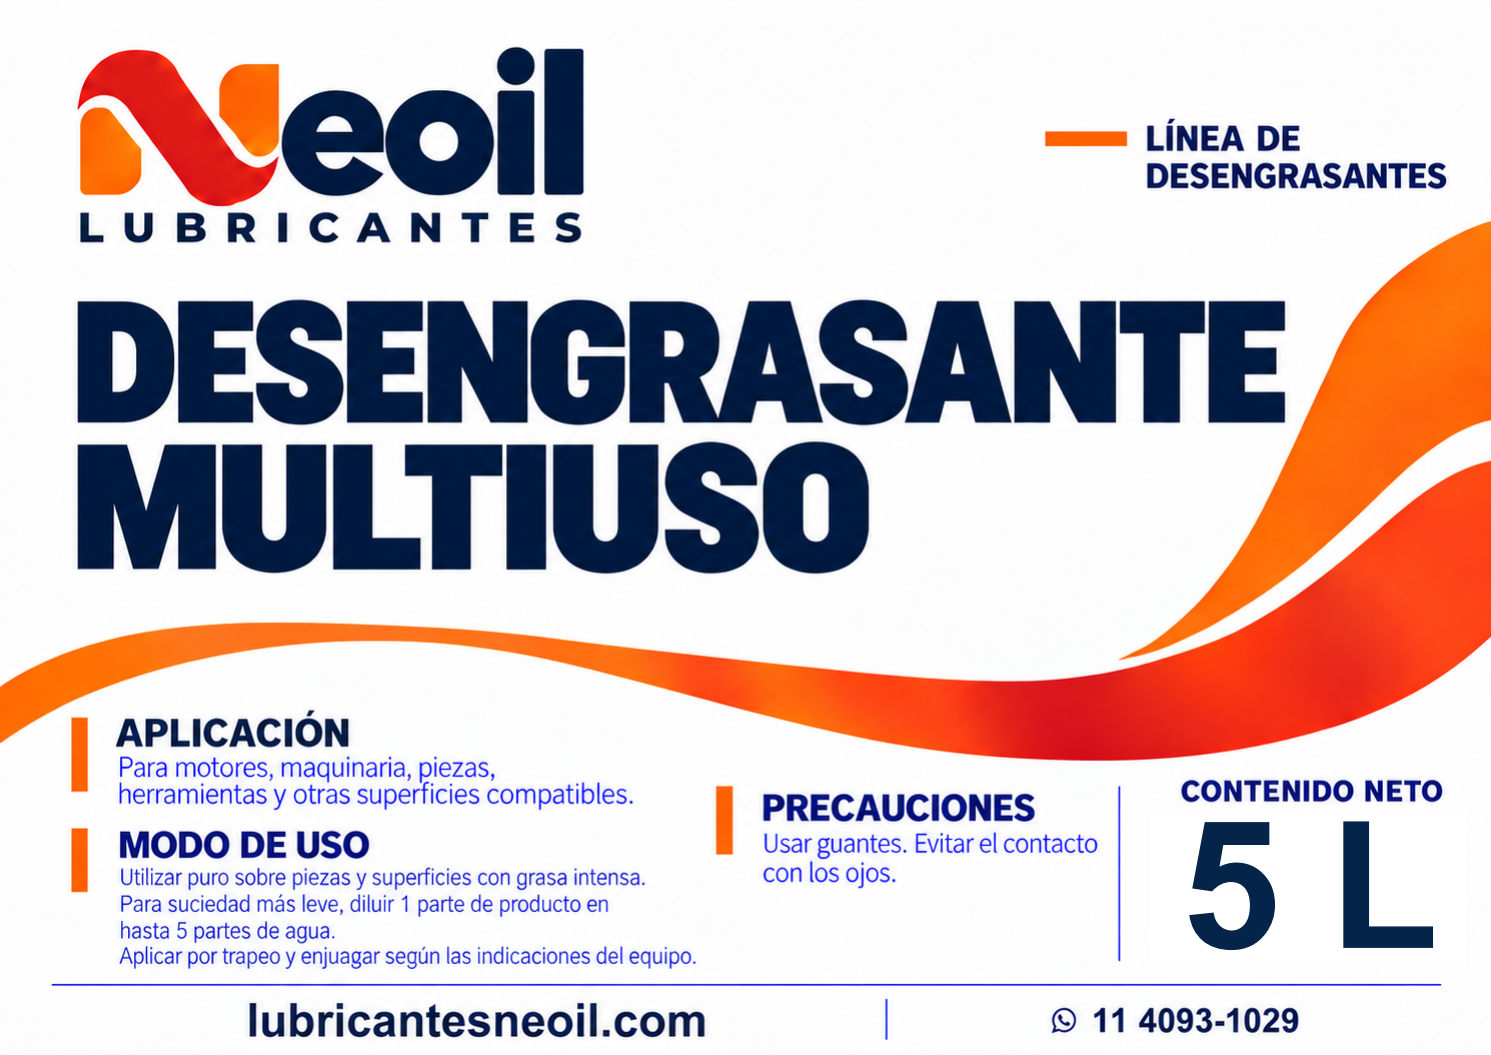 Neoil
LUBRICANTES
LÍNEA DE
DESENGRASANTES
DESENGRASANTE
MULTIUSO
APLICACIÓN
Para motores, maquinaria, piezas,
herramientas y otras superficies compatibles.
MODO DE USO
Utilizar puro sobre piezas y superficies con grasa intensa.
Para suciedad más leve, diluir 1 parte de producto en
hasta 5 partes de agua.
Aplicar por trapeo y enjuagar según las indicaciones del equipo.
PRECAUCIONES
Usar guantes. Evitar el contacto
con los ojos.
CONTENIDO NETO
5 L
lubricantesneoil.com
11 4093-1029